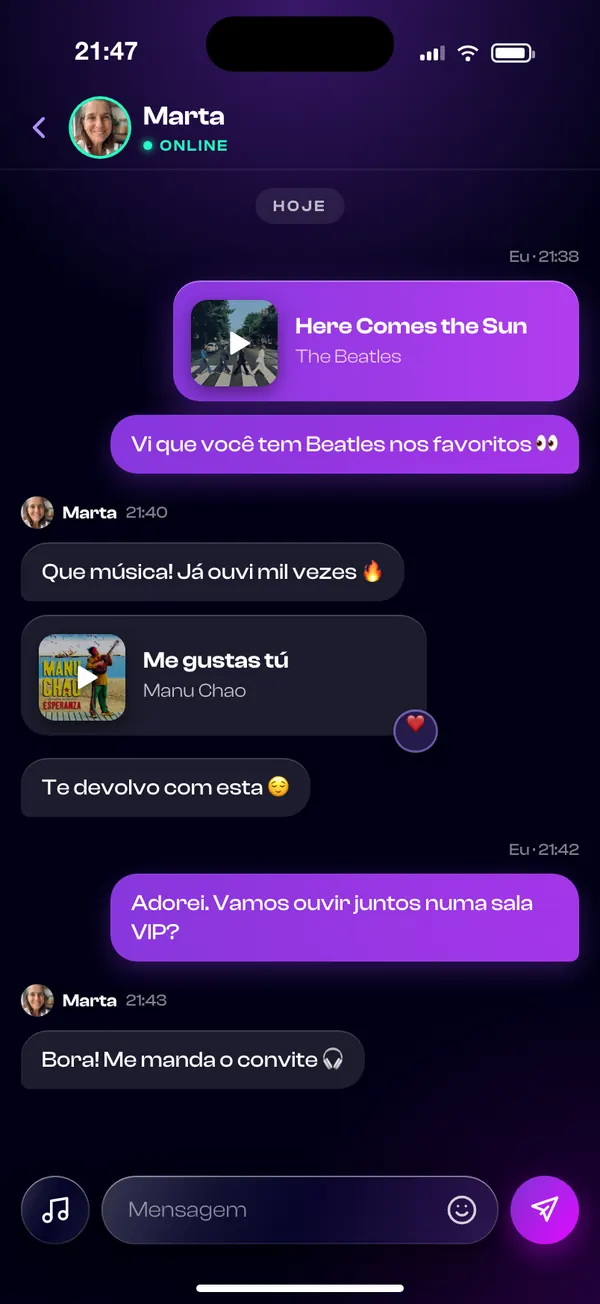 21:47
Marta
ONLINE
HOJE
Eu · 21:38
Here Comes the Sun
The Beatles
Vi que você tem Beatles nos favoritos 👀
Marta 21:40
Que música! Já ouvi mil vezes 🔥
MANU
CHAO
ESPERANZA
Me gustas tú
Manu Chao
Te devolvo com esta 😌
Eu · 21:42
Adorei. Vamos ouvir juntos numa sala
VIP?
Marta 21:43
Bora! Me manda o convite 🎧
Mensagem